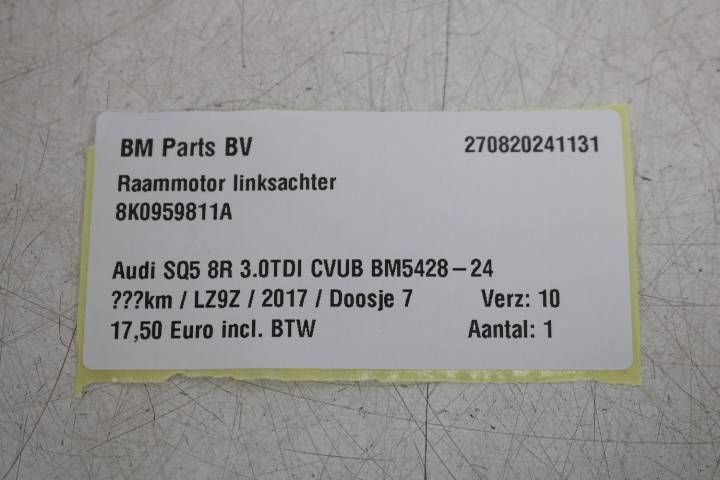 BM Parts BV 270820241131
Raammotor linksachter
8K0959811A
Audi SQ5 8R 3.0TDI CVUB BM5428-24
???km / LZ9Z / 2017 / Doosje 7 Verz: 10
17,50 Euro incl. BTW Aantal: 1